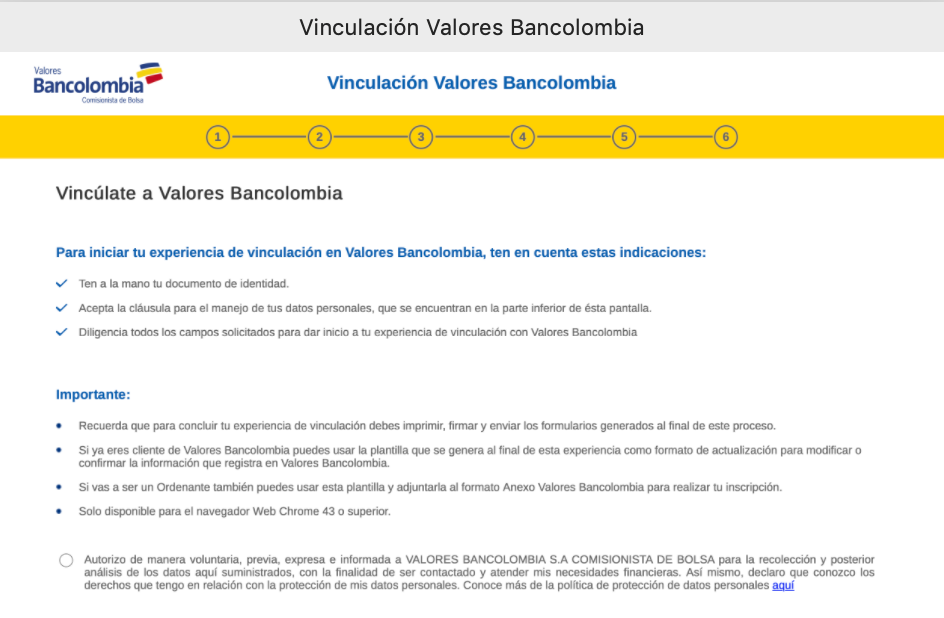 Vinculación Valores Bancolombia
Valores
Bancolombia
Comisionista de Bolsa
Vinculación Valores Bancolombia
1 2 3 4 5 6
Vincúlate a Valores Bancolombia
Para iniciar tu experiencia de vinculación en Valores Bancolombia, ten en cuenta estas indicaciones:
Ten a la mano tu documento de identidad.
Acepta la cláusula para el manejo de tus datos personales, que se encuentran en la parte inferior de ésta pantalla.
Diligencia todos los campos solicitados para dar inicio a tu experiencia de vinculación con Valores Bancolombia
Importante:
Recuerda que para concluir tu experiencia de vinculación debes imprimir, firmar y enviar los formularios generados al final de este proceso.
Si ya eres cliente de Valores Bancolombia puedes usar la plantilla que se genera al final de esta experiencia como formato de actualización para modificar o
confirmar la información que registra en Valores Bancolombia.
Si vas a ser un Ordenante también puedes usar esta plantilla y adjuntarla al formato Anexo Valores Bancolombia para realizar tu inscripción.
Solo disponible para el navegador Web Chrome 43 o superior.
Autorizo de manera voluntaria, previa, expresa e informada a VALORES BANCOLOMBIA S.A COMISIONISTA DE BOLSA para la recolección y posterior
análisis de los datos aquí suministrados, con la finalidad de ser contactado y atender mis necesidades financieras. Así mismo, declaro que conozco los
derechos que tengo en relación con la protección de mis datos personales. Conoce más de la política de protección de datos personales aquí